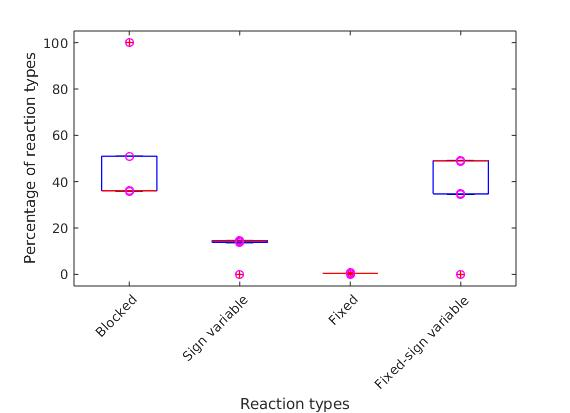 Percentage of reaction types
100
80
60
40
20
0
Blocked
Sign variable
Fixed
Fixed-sign variable
Reaction types